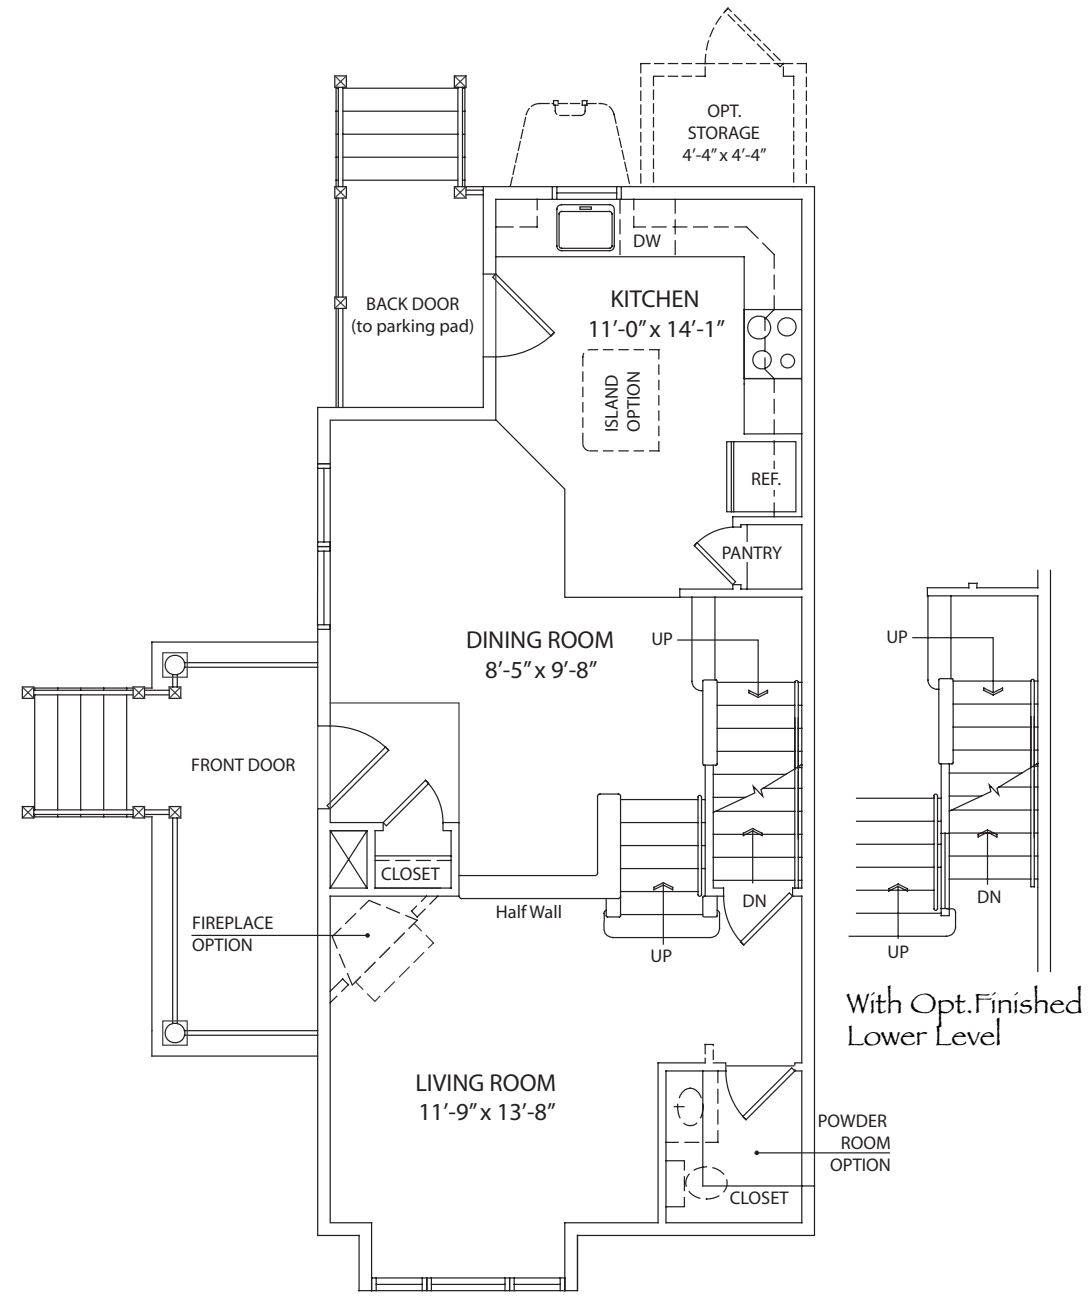 OPT.
STORAGE
4'-4" x 4'-4"
DW
BACK DOOR
(to parking pad)
KITCHEN
11'-0" x 14'-1"
ISLAND
OPTION
REF.
PANTRY
DINING ROOM
8'-5" x 9'-8"
UP
UP
FRONT DOOR
CLOSET
Half Wall
DN
DN
FIREPLACE
OPTION
UP
UP
With Opt.Finished
Lower Level
LIVING ROOM
11'-9" x 13'-8"
POWDER
ROOM
OPTION
CLOSET